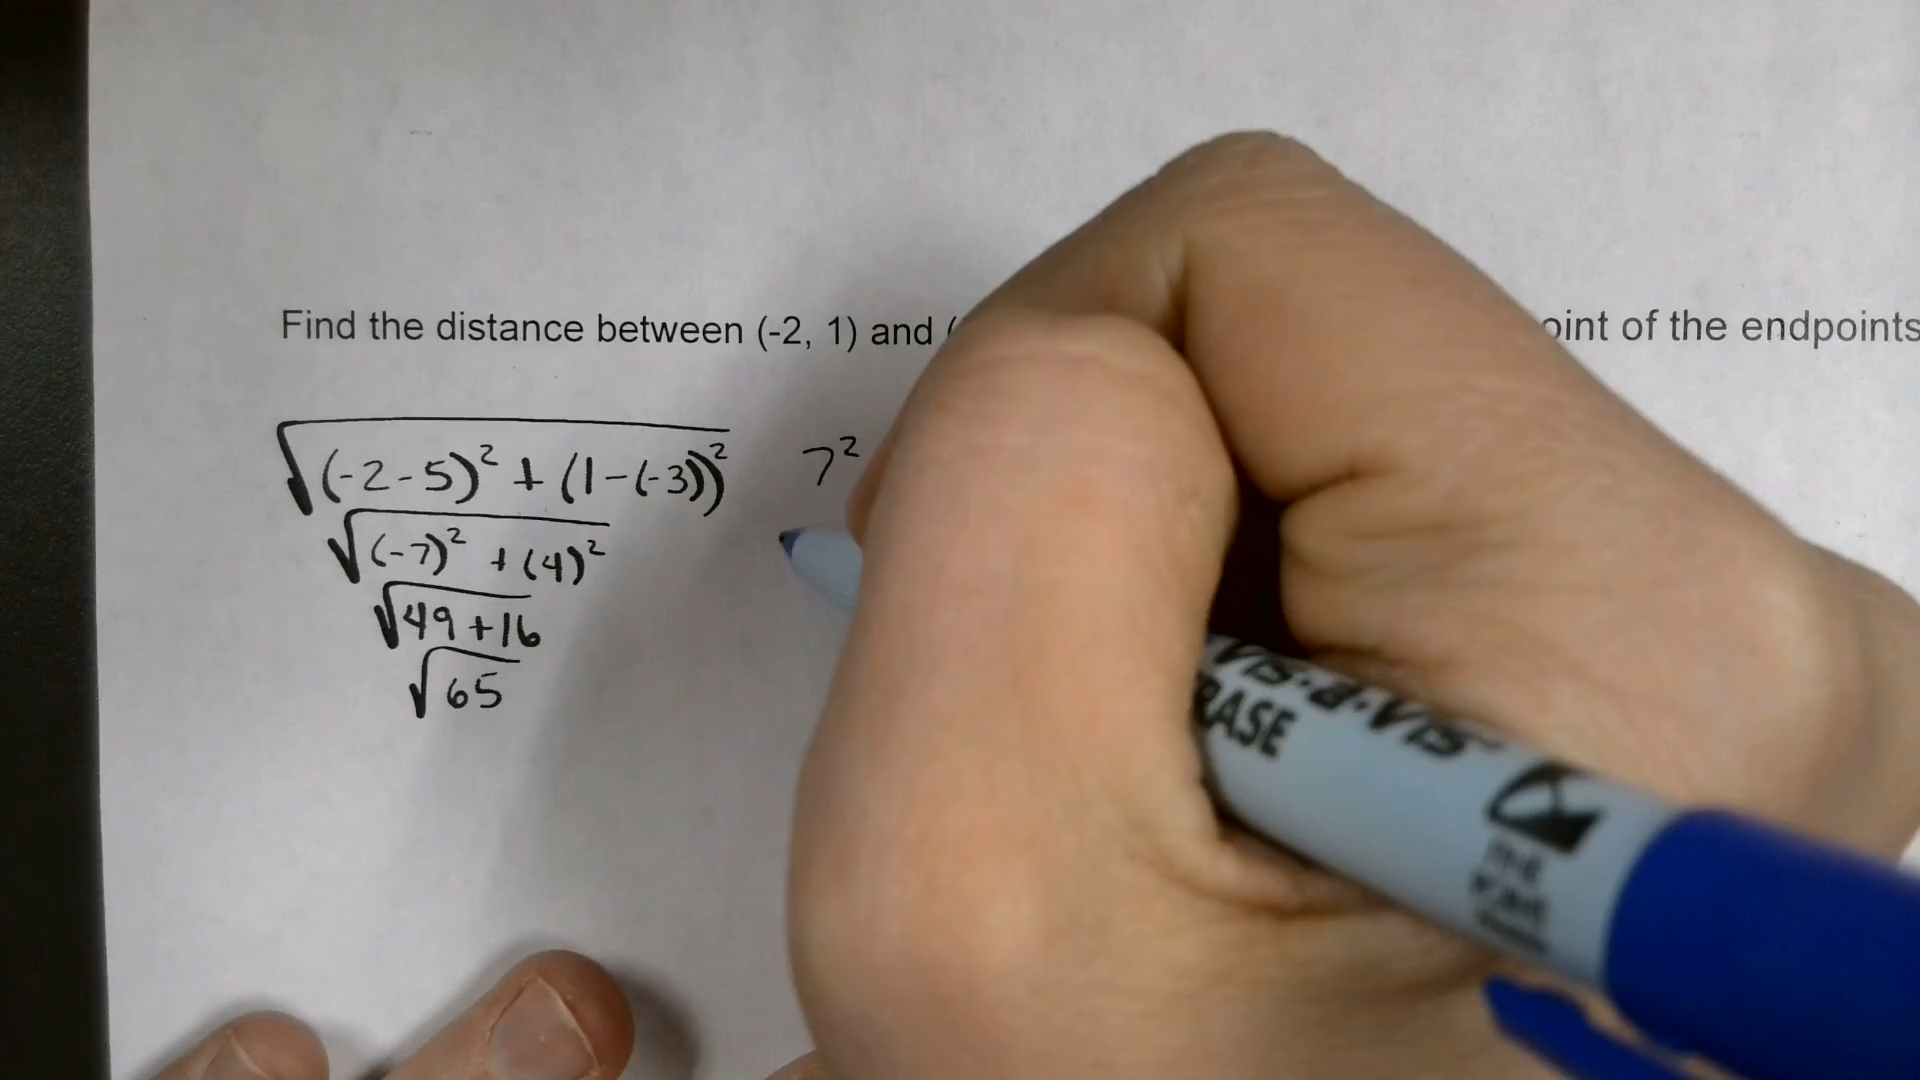 Find the distance between (-2, 1) and ( oint of the endpoints
√(-2-5)² + (1-(-3))² 7²
√(-7)² + (4)²
√49+16
√65
Vis·à·Vis
RASE